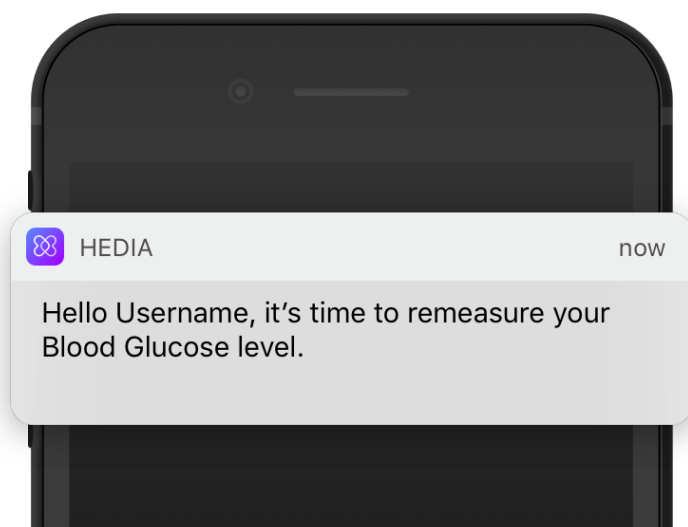 HEDIA now
Hello Username, it’s time to remeasure your
Blood Glucose level.